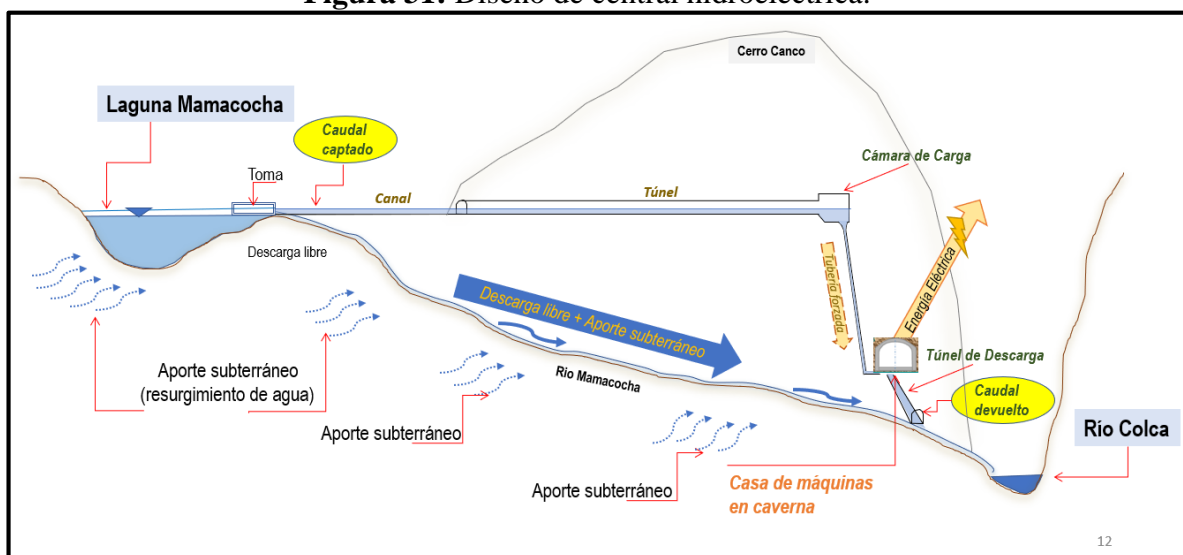 Figura 31. Diseño de central hidroeléctrica.
Cerro Canco
Laguna Mamacocha
Caudal
captado
Cámara de Carga
Toma
Canal
Túnel
Descarga libre
Tubería forzada
Energía Eléctrica
Descarga libre + Aporte subterráneo
Túnel de Descarga
Aporte subterráneo
(resurgimiento de agua)
Río Mamacocha
Caudal
devuelto
Aporte subterráneo
Río Colca
Aporte subterráneo
Casa de máquinas
en caverna
12